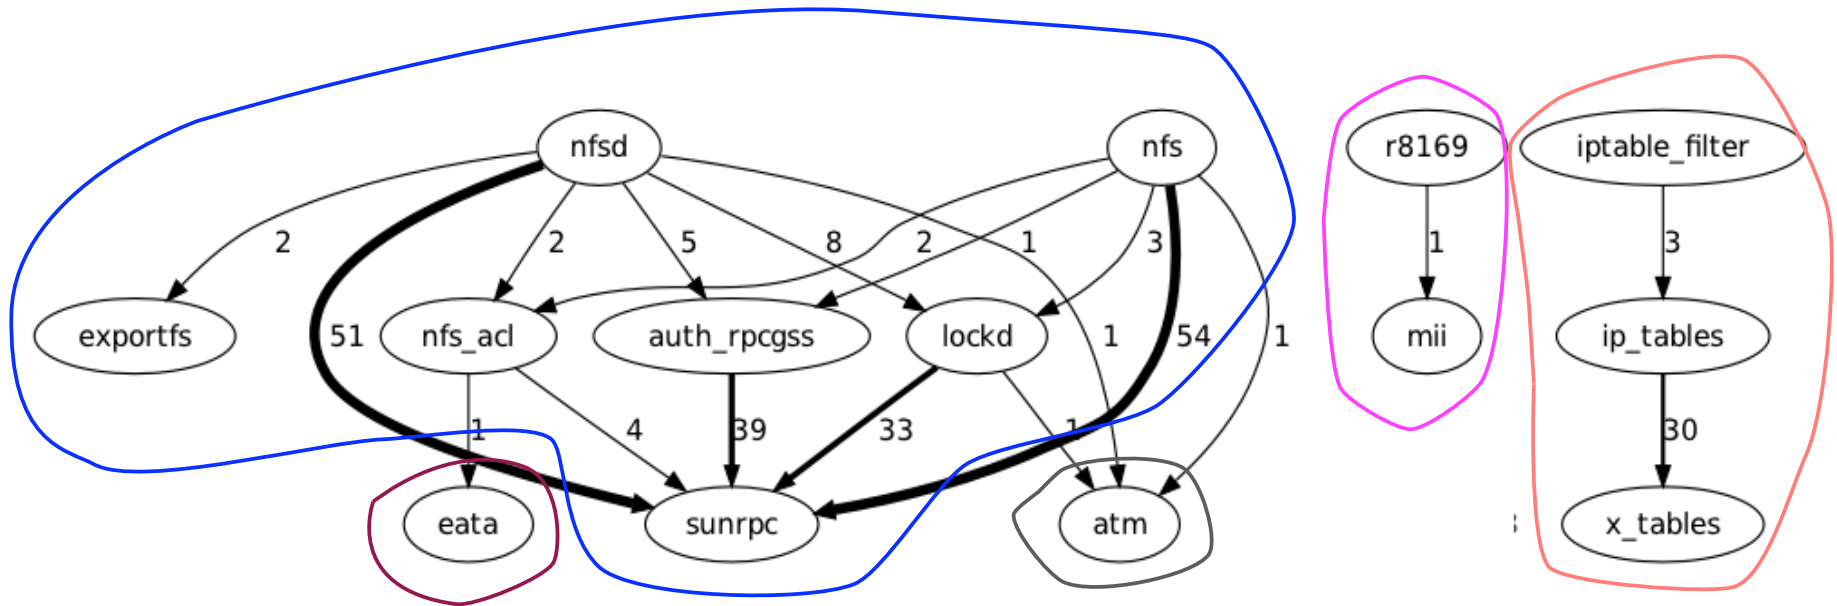 nfsd nfs r8169 iptable_filter
2 2 5 8 2 1 3 1 3
exportfs 51 nfs_acl auth_rpcgss lockd 1 54 1 mii ip_tables
1 4 39 33 1 30
eata sunrpc atm x_tables